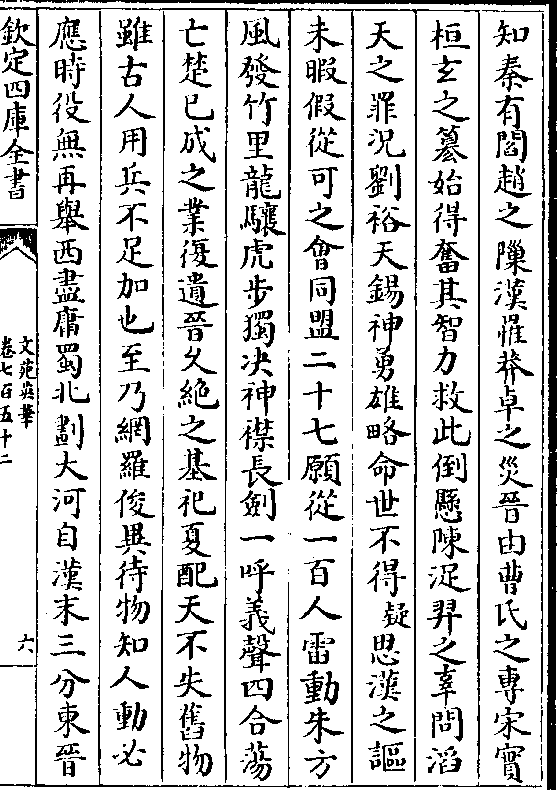 知秦有閻趙之隟漢罹莽卓之災晉由曹氏之專宋實
桓玄之簒始得奮其智力救此倒懸陳浞羿之辜問滔
天之罪況劉裕天錫神勇雄略命世不得凝思漢之謳
未暇假從可之會同盟二十七願從一百人雷動朱方
風發竹里龍驤虎步獨决神襟長劍一呼義聲四合蕩
亡楚已成之業復遺晉乆絶之基祀夏配天不失舊物
雖古人用兵不足加也至乃網羅俊異待物知人動必
應時役無再舉西盡庸蜀北劃大河自漢末三分東晉
欽定四庫全書
文苑英華
卷七百五十二
六